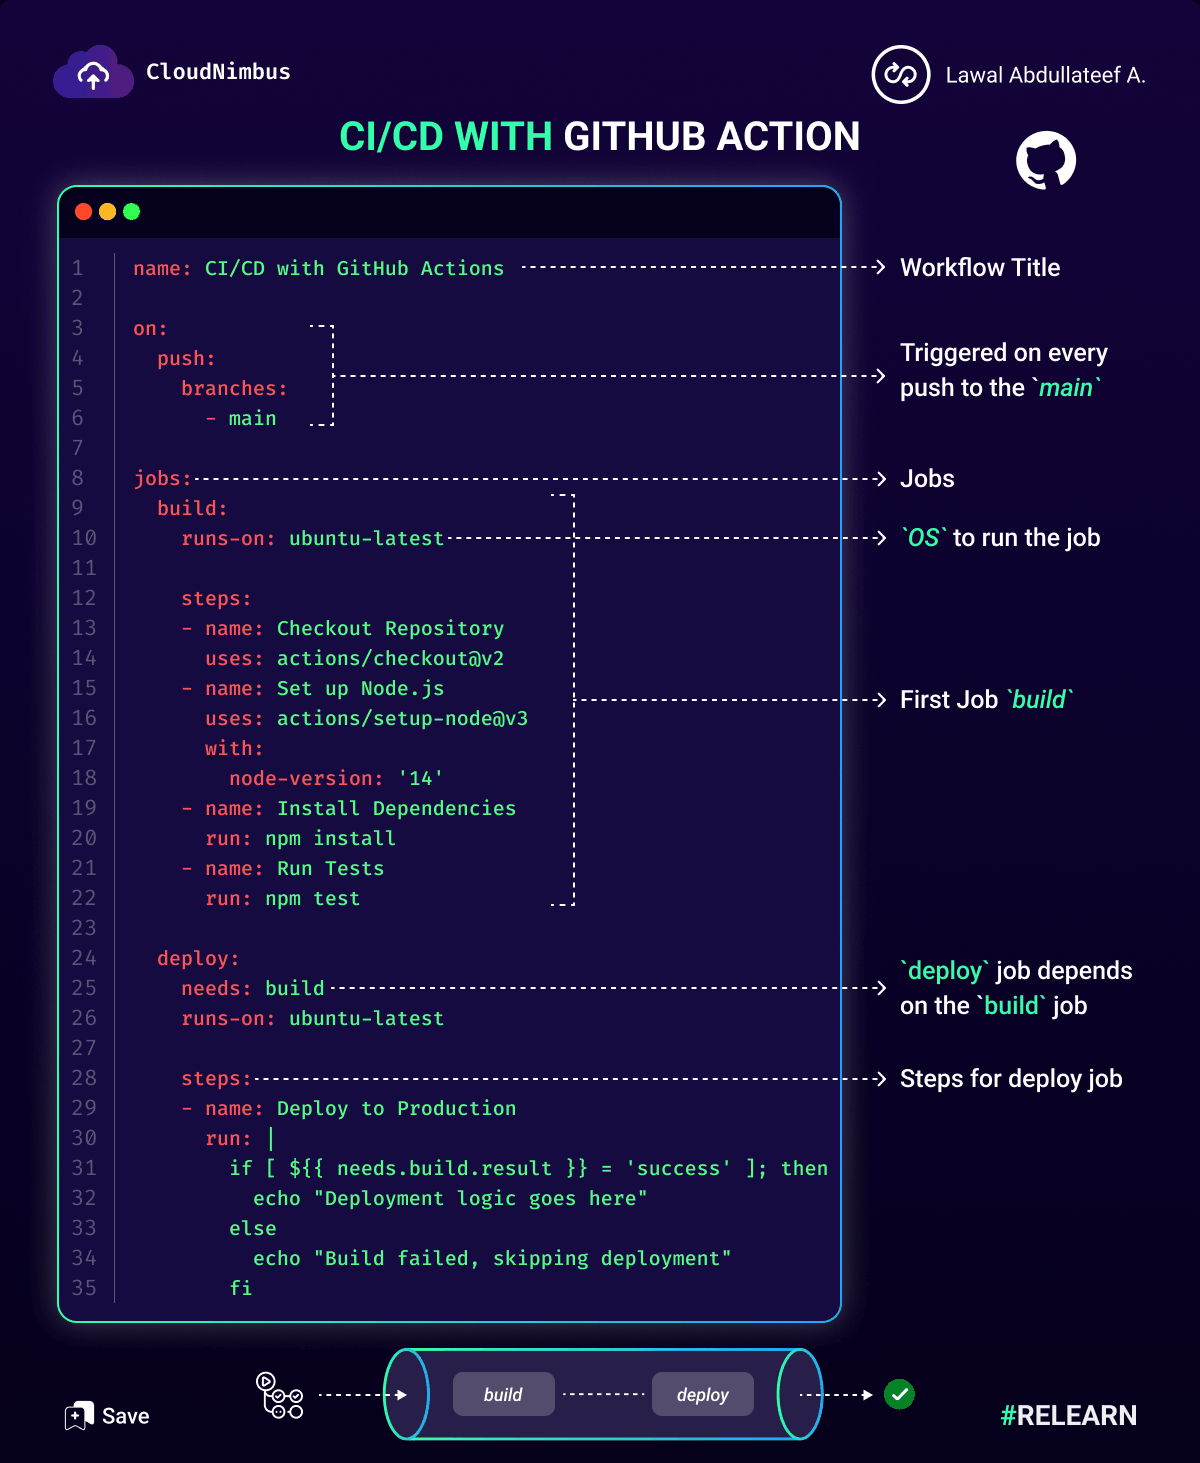 CloudNimbus
Lawal Abdullateef A.
CI/CD WITH GITHUB ACTION
1 name: CI/CD with GitHub Actions
Workflow Title
2
3 on:
4   push:
5     branches:
6       - main
Triggered on every
push to the `main`
7
8 jobs:
Jobs
9   build:
10     runs-on: ubuntu-latest
`OS` to run the job
11
12     steps:
13     - name: Checkout Repository
14       uses: actions/checkout@v2
15     - name: Set up Node.js
16       uses: actions/setup-node@v3
17       with:
18         node-version: '14'
19     - name: Install Dependencies
20       run: npm install
21     - name: Run Tests
22       run: npm test
First Job `build`
23
24   deploy:
25     needs: build
`deploy` job depends
on the `build` job
26     runs-on: ubuntu-latest
27
28     steps:
Steps for deploy job
29     - name: Deploy to Production
30       run: |
31         if [ ${{ needs.build.result }} = 'success' ]; then
32           echo "Deployment logic goes here"
33         else
34           echo "Build failed, skipping deployment"
35         fi
build
deploy
Save
#RELEARN